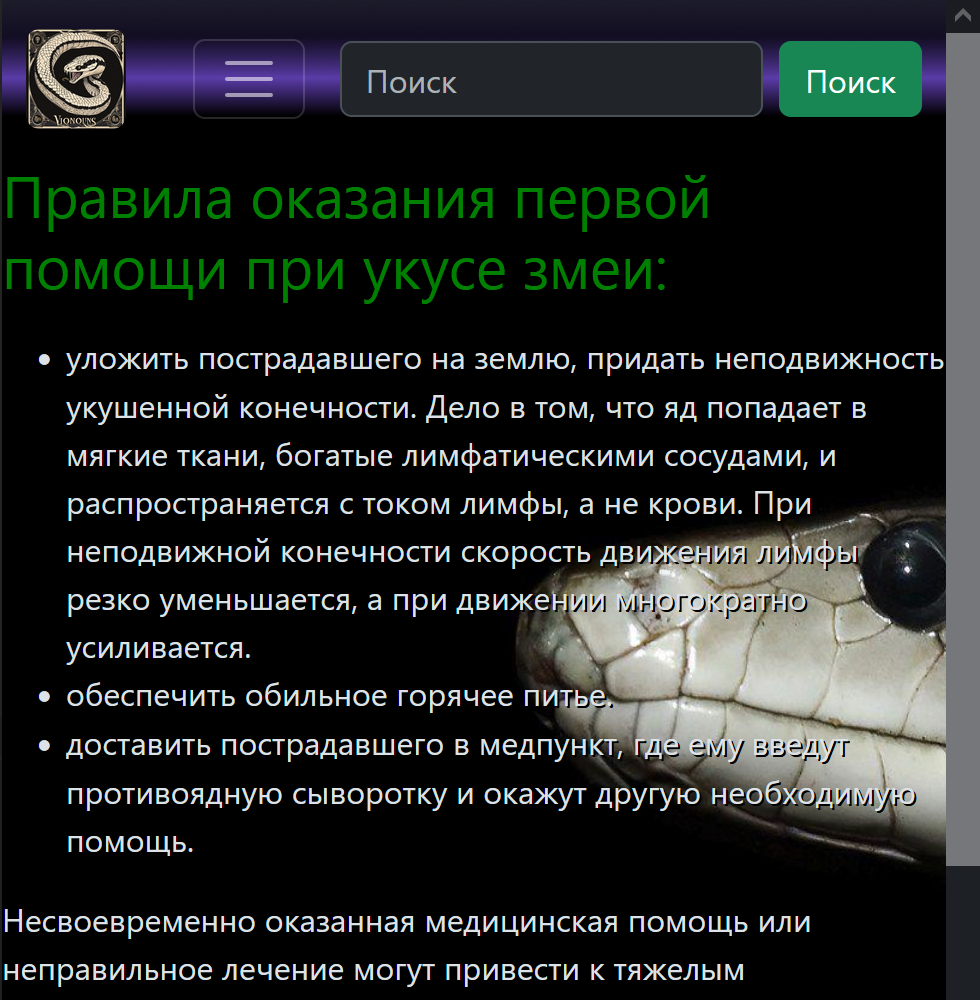 VIONOUNS
Поиск
Поиск
Правила оказания первой
помощи при укусе змеи:
уложить пострадавшего на землю, придать неподвижность
укушенной конечности. Дело в том, что яд попадает в
мягкие ткани, богатые лимфатическими сосудами, и
распространяется с током лимфы, а не крови. При
неподвижной конечности скорость движения лимфы
резко уменьшается, а при движении многократно
усиливается.
обеспечить обильное горячее питье.
доставить пострадавшего в медпункт, где ему введут
противоядную сыворотку и окажут другую необходимую
помощь.
Несвоевременно оказанная медицинская помощь или
неправильное лечение могут привести к тяжелым